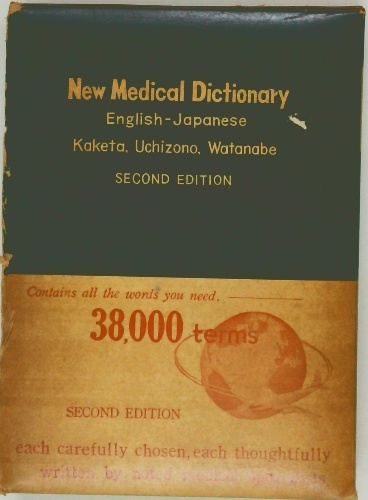 New Medical Dictionary
English-Japanese
Kaketa, Uchizono, Watanabe
SECOND EDITION
Contains all the words you need.
38,000 terms
SECOND EDITION
each carefully chosen, each thoughtfully
written by noted